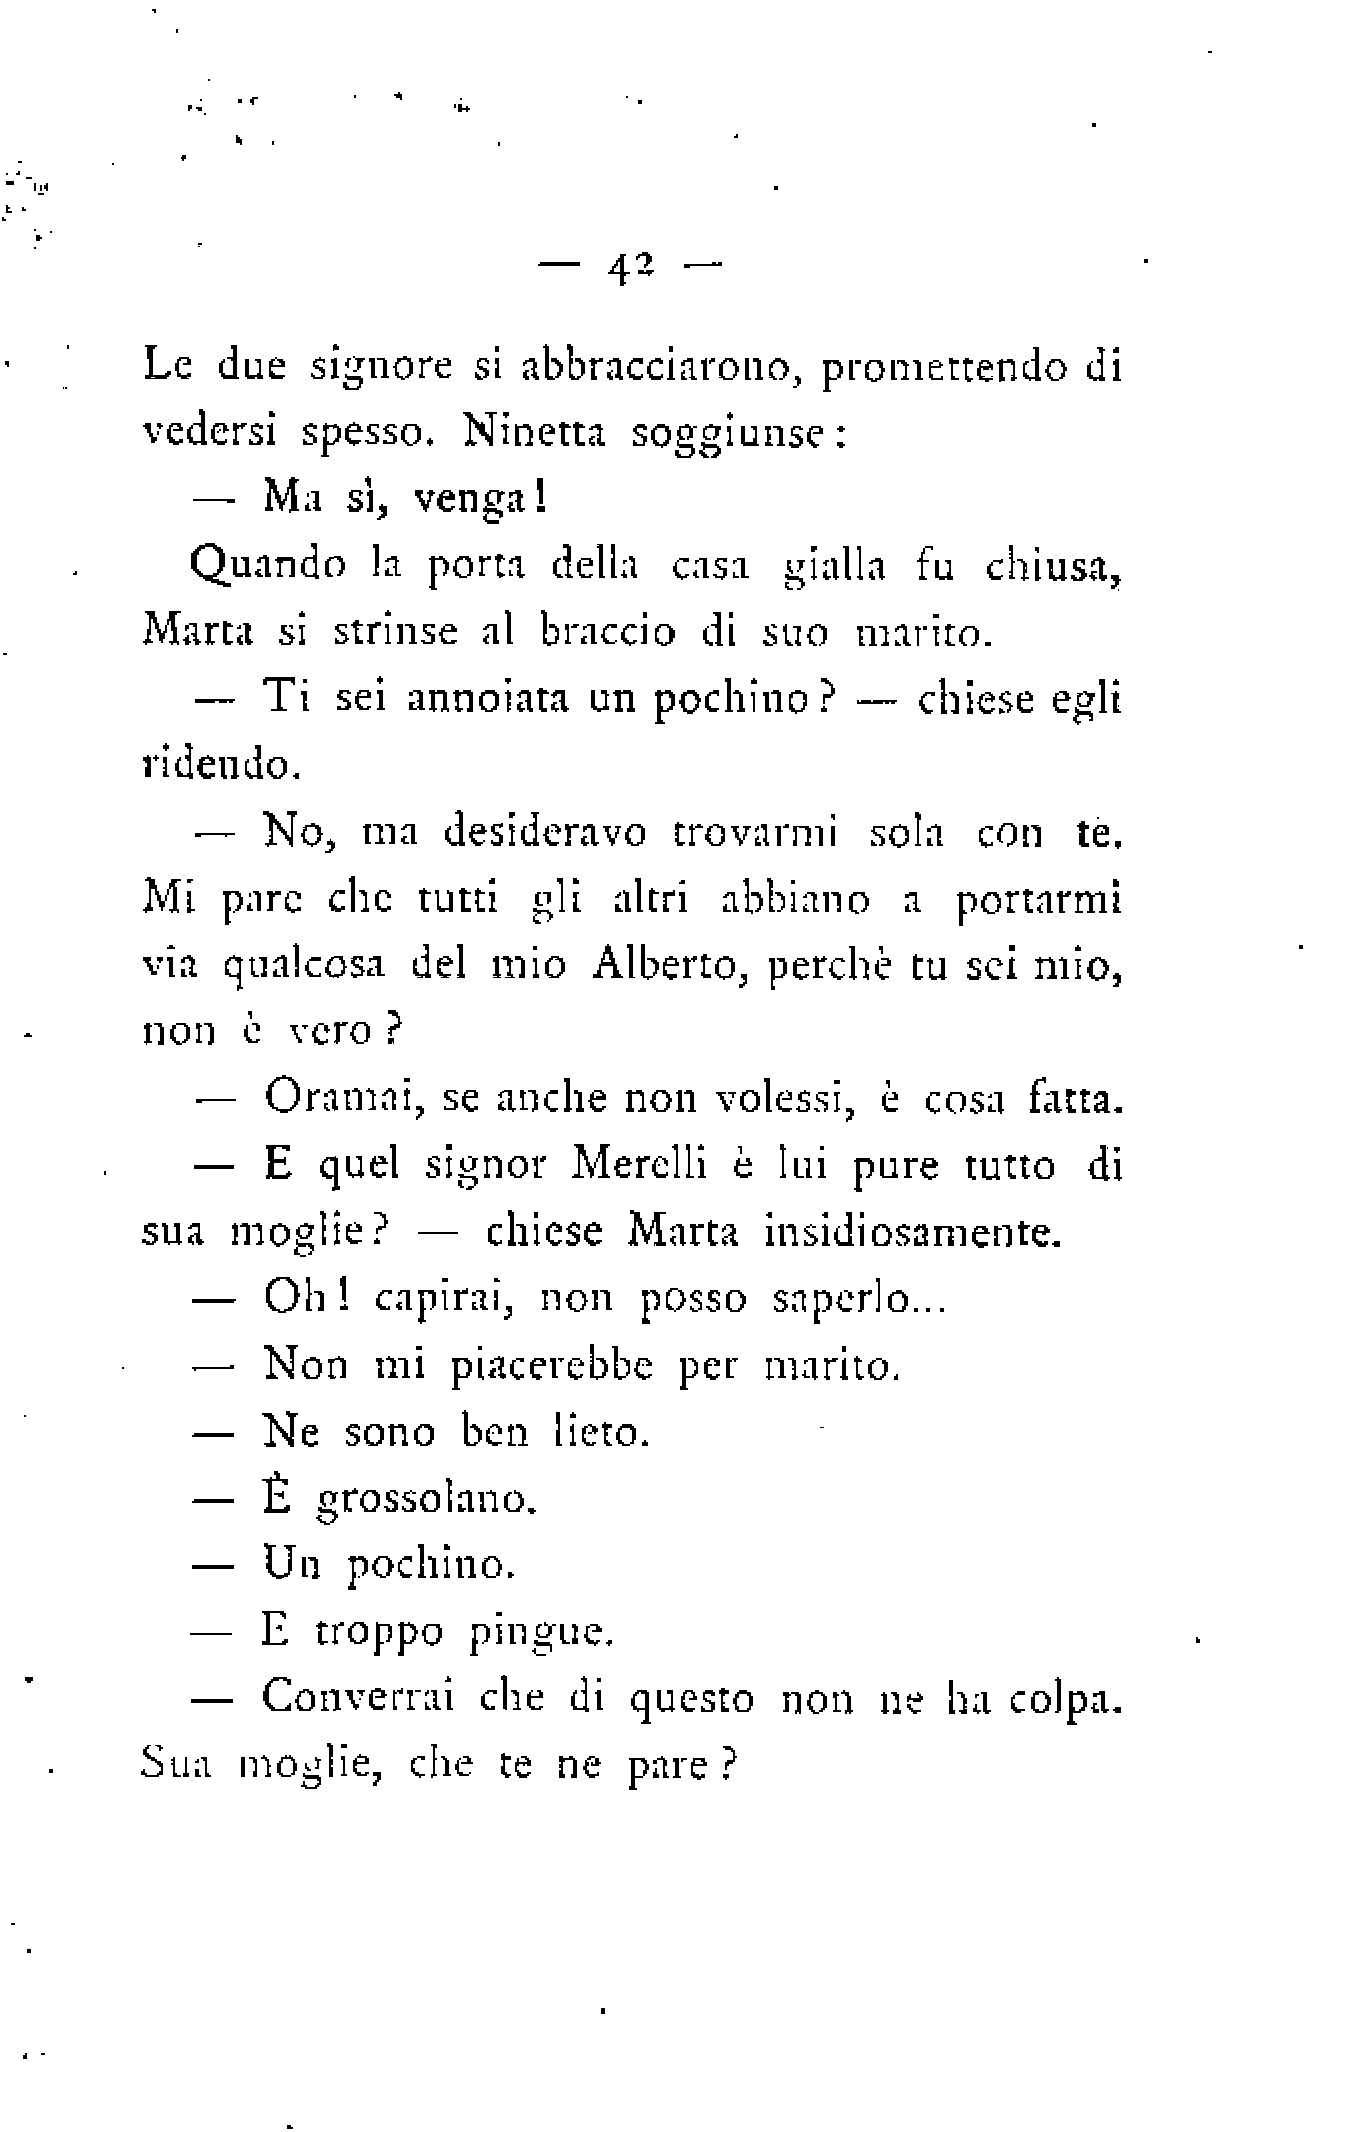 — 42 —
Le due signore si abbracciarono, promettendo di
vedersi spesso. Ninetta soggiunse:
— Ma sì, venga!
Quando la porta della casa gialla fu chiusa,
Marta si strinse al braccio di suo marito.
— Ti sei annoiata un pochino? — chiese egli
ridendo.
— No, ma desideravo trovarmi sola con te.
Mi pare che tutti gli altri abbiano a portarmi
via qualcosa del mio Alberto, perchè tu sei mio,
non è vero?
— Oramai, se anche non volessi, è cosa fatta.
— E quel signor Merelli è lui pure tutto di
sua moglie? — chiese Marta insidiosamente.
— Oh! capirai, non posso saperlo...
— Non mi piacerebbe per marito.
— Ne sono ben lieto.
— È grossolano.
— Un pochino.
— E troppo pingue.
— Converrai che di questo non ne ha colpa.
Sua moglie, che te ne pare?